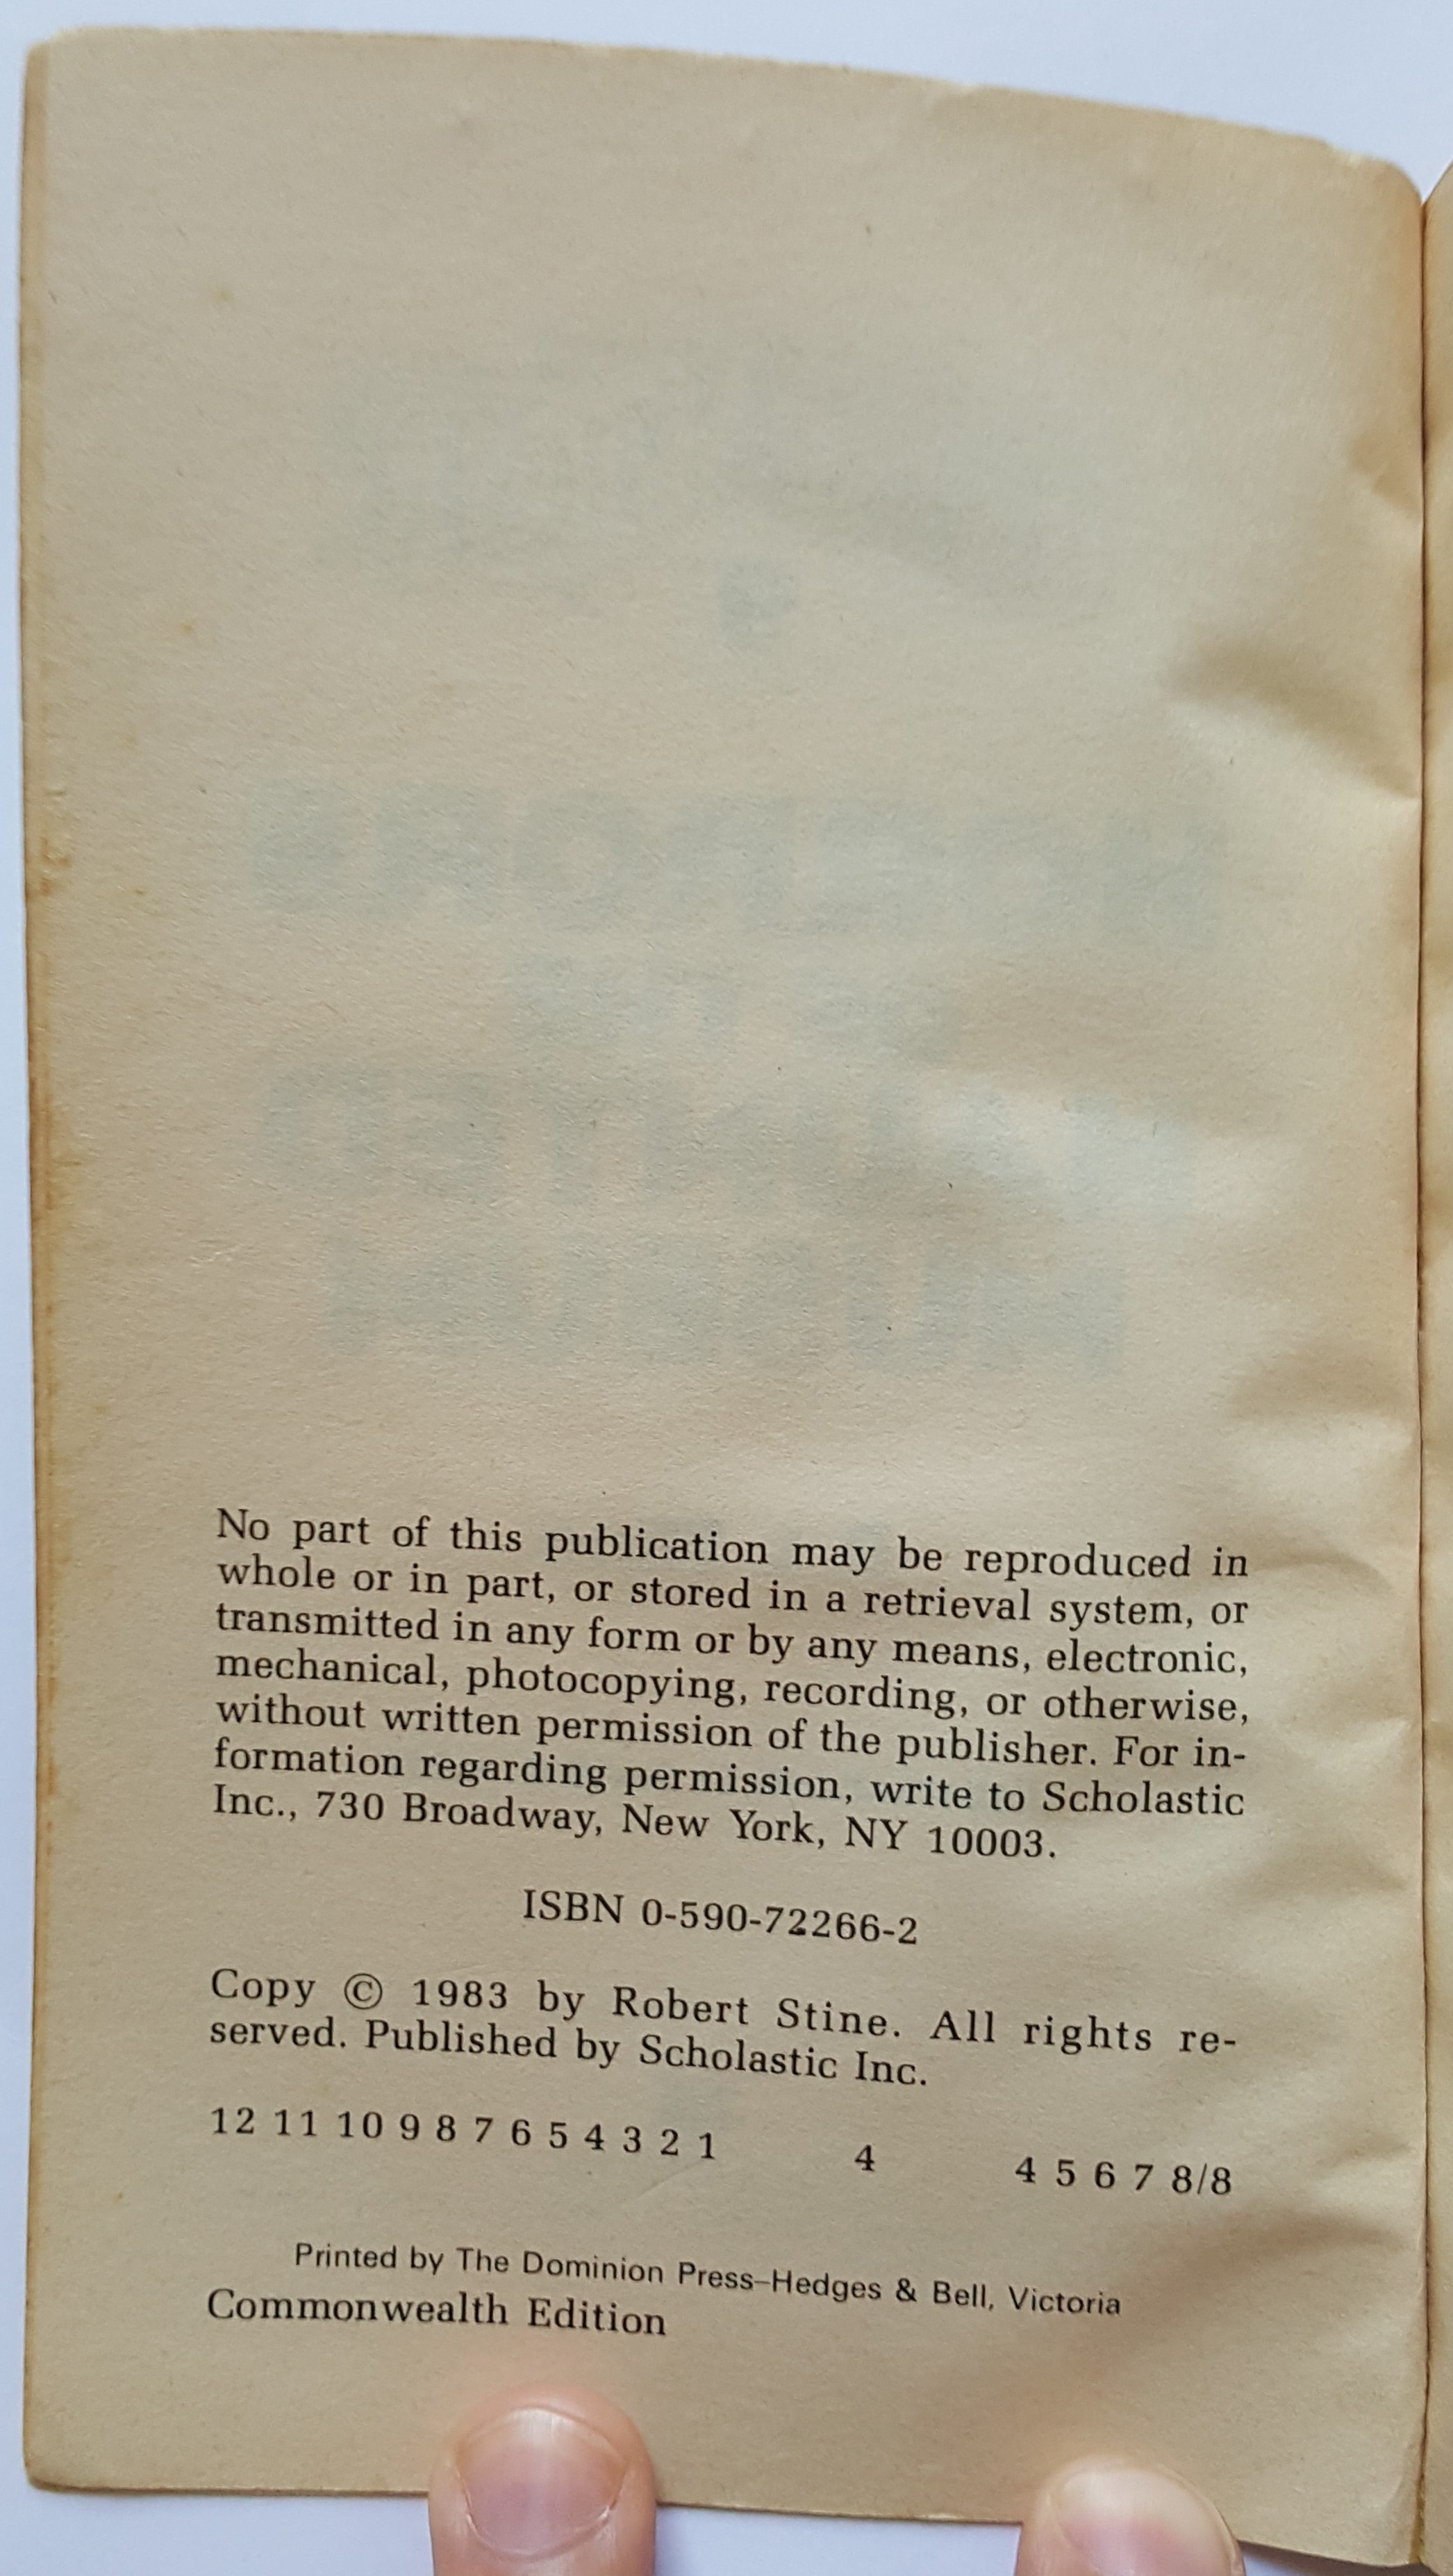 No part of this publication may be reproduced in
whole or in part, or stored in a retrieval system, or
transmitted in any form or by any means, electronic,
mechanical, photocopying, recording, or otherwise,
without written permission of the publisher. For in-
formation regarding permission, write to Scholastic
Inc., 730 Broadway, New York, NY 10003.
ISBN 0-590-72266-2
Copy © 1983 by Robert Stine. All rights re-
served. Published by Scholastic Inc.
12 11 10 9 8 7 6 5 4 3 2 1 4 4 5 6 7 8/8
Printed by The Dominion Press–Hedges & Bell, Victoria
Commonwealth Edition